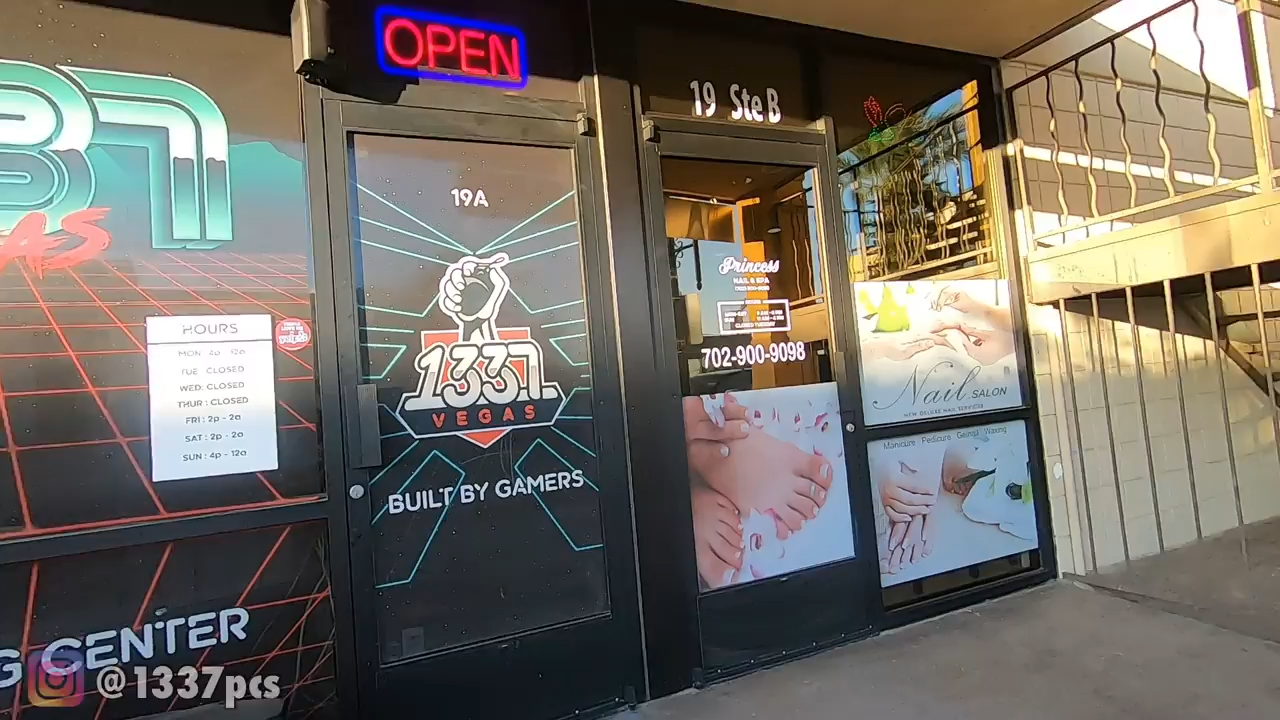 OPEN
37
AS
HOURS
MON: 4p - 12a
TUE: CLOSED
WED: CLOSED
THUR: CLOSED
FRI: 2p - 2a
SAT: 2p - 2a
SUN: 4p - 12a
G CENTER
@1337pcs
19A
1337
VEGAS
BUILT BY GAMERS
19 Ste B
Princess
NAIL & SPA
CLOSED TUESDAY
702-900-9098
Nail SALON
Manicure Pedicure Gelnail Waxing